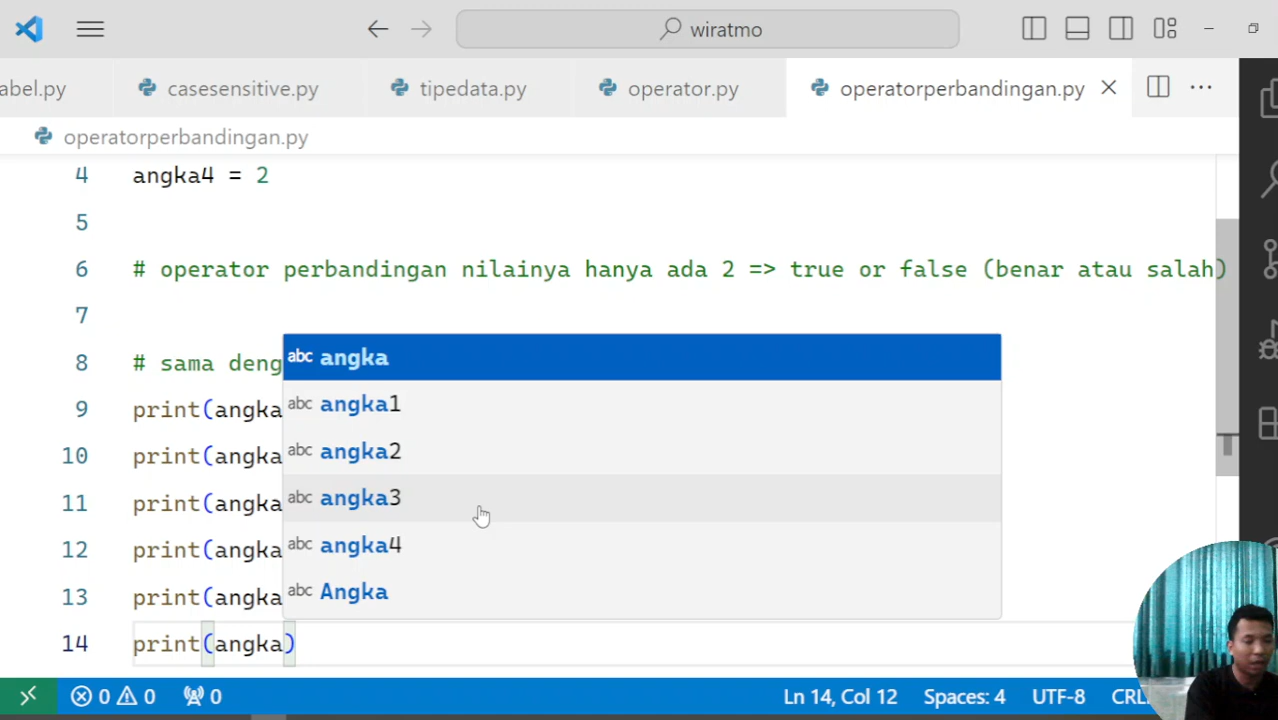 wiratmo
abel.py
casesensitive.py
tipedata.py
operator.py
operatorperbandingan.py
operatorperbandingan.py
4 angka4 = 2
5
6 # operator perbandingan nilainya hanya ada 2 => true or false (benar atau salah)
7
8 # sama deng
9 print(angka
10 print(angka
11 print(angka
12 print(angka
13 print(angka
14 print(angka)
abc angka
abc angka1
abc angka2
abc angka3
abc angka4
abc Angka
0 0 0 Ln 14, Col 12 Spaces: 4 UTF-8 CRL